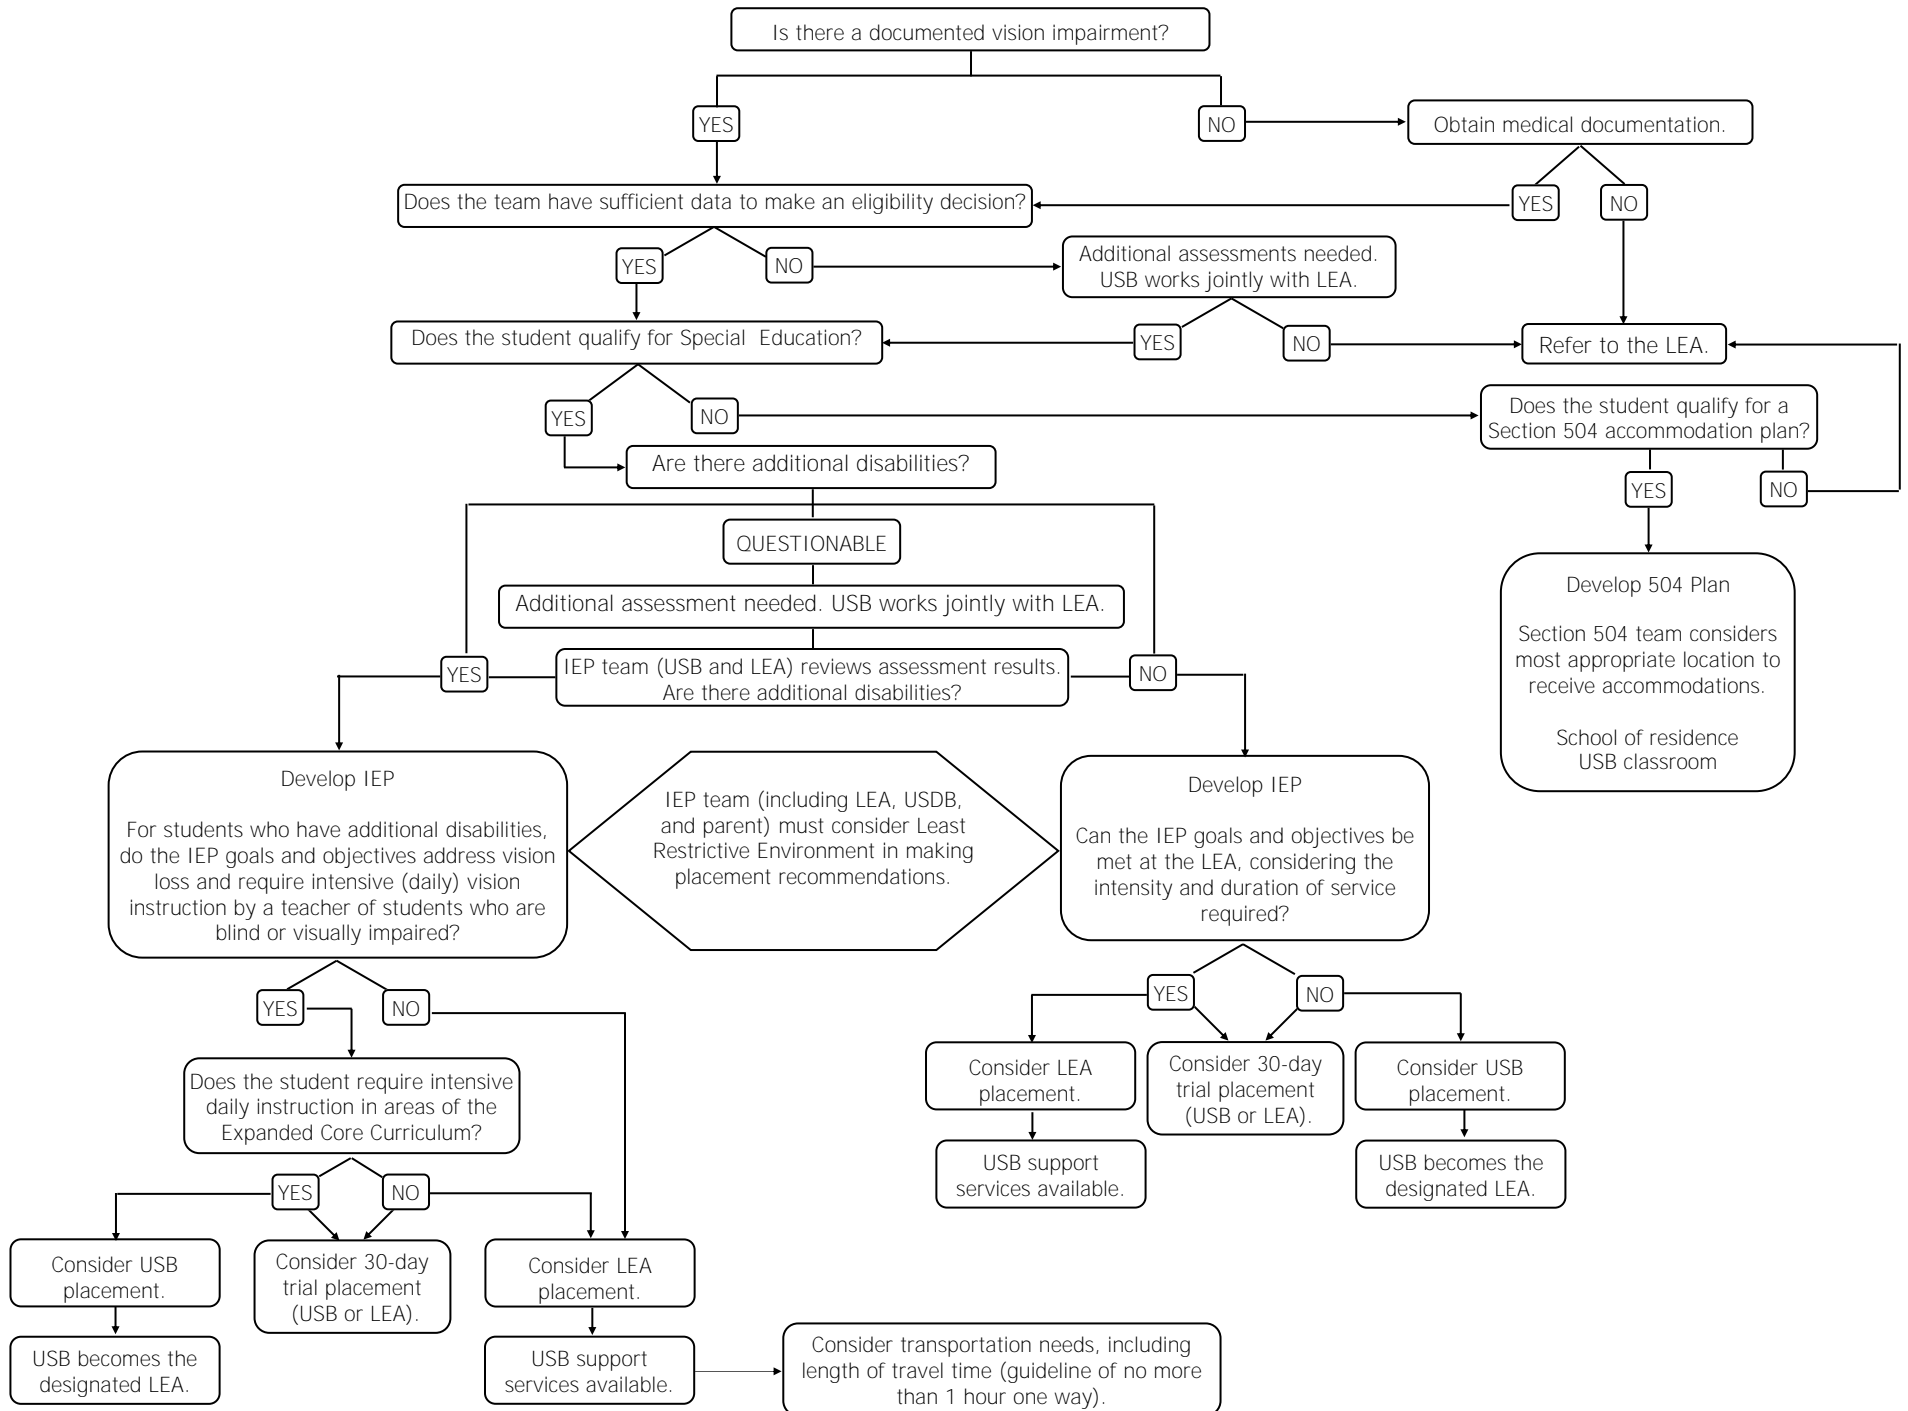 Is there a documented vision impairment?
YES
NO
Obtain medical documentation.
YES
NO
Does the team have sufficient data to make an eligibility decision?
YES
NO
Additional assessments needed.
USB works jointly with LEA.
YES
NO
Does the student qualify for Special Education?
Refer to the LEA.
YES
NO
Does the student qualify for a
Section 504 accommodation plan?
YES
NO
Are there additional disabilities?
QUESTIONABLE
Additional assessment needed. USB works jointly with LEA.
YES
IEP team (USB and LEA) reviews assessment results.
Are there additional disabilities?
NO
Develop 504 Plan
Section 504 team considers
most appropriate location to
receive accommodations.
School of residence
USB classroom
Develop IEP
For students who have additional disabilities,
do the IEP goals and objectives address vision
loss and require intensive (daily) vision
instruction by a teacher of students who are
blind or visually impaired?
IEP team (including LEA, USDB,
and parent) must consider Least
Restrictive Environment in making
placement recommendations.
Develop IEP
Can the IEP goals and objectives be
met at the LEA, considering the
intensity and duration of service
required?
YES
NO
YES
NO
Does the student require intensive
daily instruction in areas of the
Expanded Core Curriculum?
Consider LEA
placement.
Consider 30-day
trial placement
(USB or LEA).
Consider USB
placement.
USB support
services available.
USB becomes the
designated LEA.
YES
NO
Consider USB
placement.
Consider 30-day
trial placement
(USB or LEA).
Consider LEA
placement.
USB becomes the
designated LEA.
USB support
services available.
Consider transportation needs, including
length of travel time (guideline of no more
than 1 hour one way).